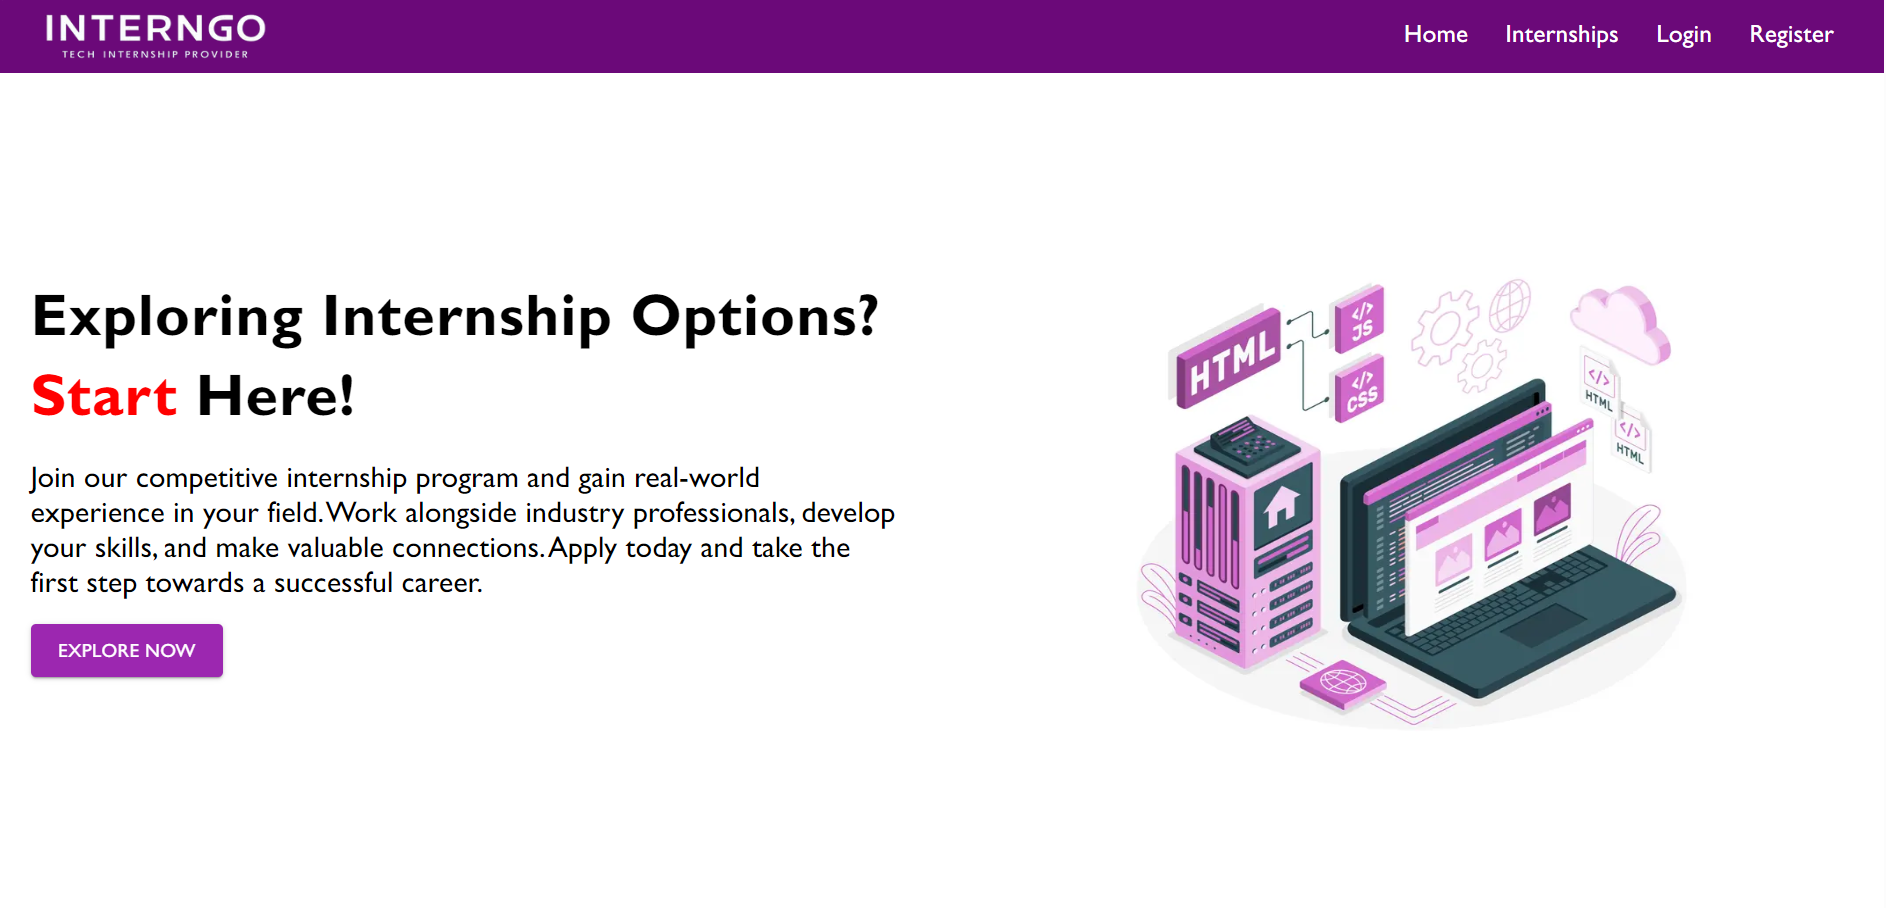 INTERNGO
TECH INTERNSHIP PROVIDER
Home Internships Login Register
Exploring Internship Options?
Start Here!
Join our competitive internship program and gain real-world
experience in your field. Work alongside industry professionals, develop
your skills, and make valuable connections. Apply today and take the
first step towards a successful career.
EXPLORE NOW
HTML
</> JS
</> CSS
</> HTML
</> HTML